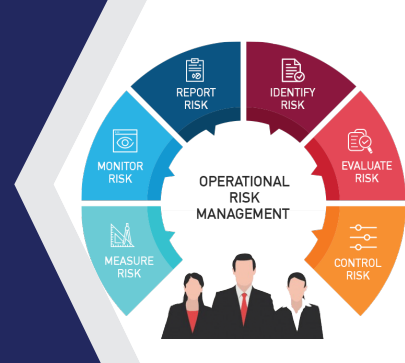 REPORT
RISK
IDENTIFY
RISK
MONITOR
RISK
EVALUATE
RISK
OPERATIONAL
RISK
MANAGEMENT
MEASURE
RISK
CONTROL
RISK